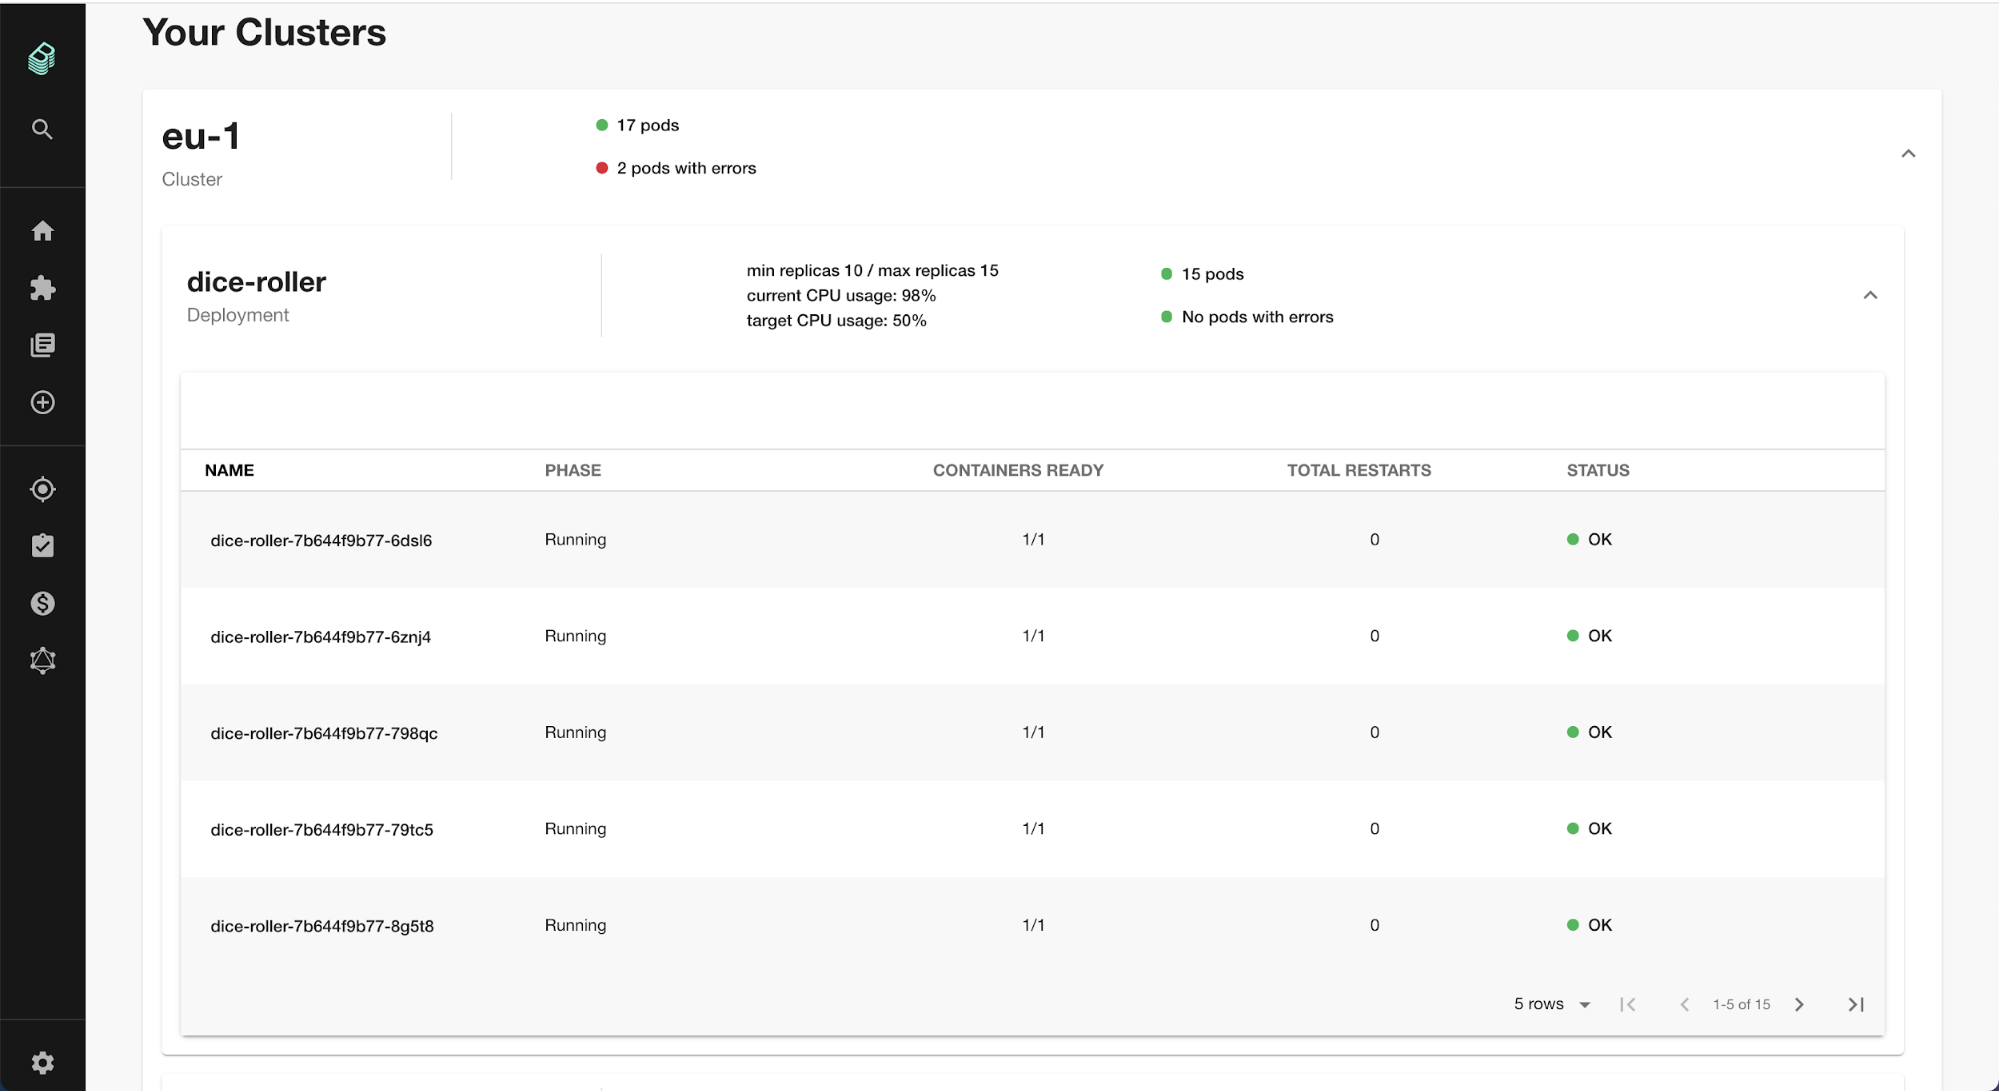 Your Clusters
eu-1
Cluster
17 pods
2 pods with errors
dice-roller
Deployment
min replicas 10 / max replicas 15
current CPU usage: 98%
target CPU usage: 50%
15 pods
No pods with errors
NAME PHASE CONTAINERS READY TOTAL RESTARTS STATUS
dice-roller-7b644f9b77-6dsl6 Running 1/1 0 OK
dice-roller-7b644f9b77-6znj4 Running 1/1 0 OK
dice-roller-7b644f9b77-798qc Running 1/1 0 OK
dice-roller-7b644f9b77-79tc5 Running 1/1 0 OK
dice-roller-7b644f9b77-8g5t8 Running 1/1 0 OK
5 rows 1-5 of 15